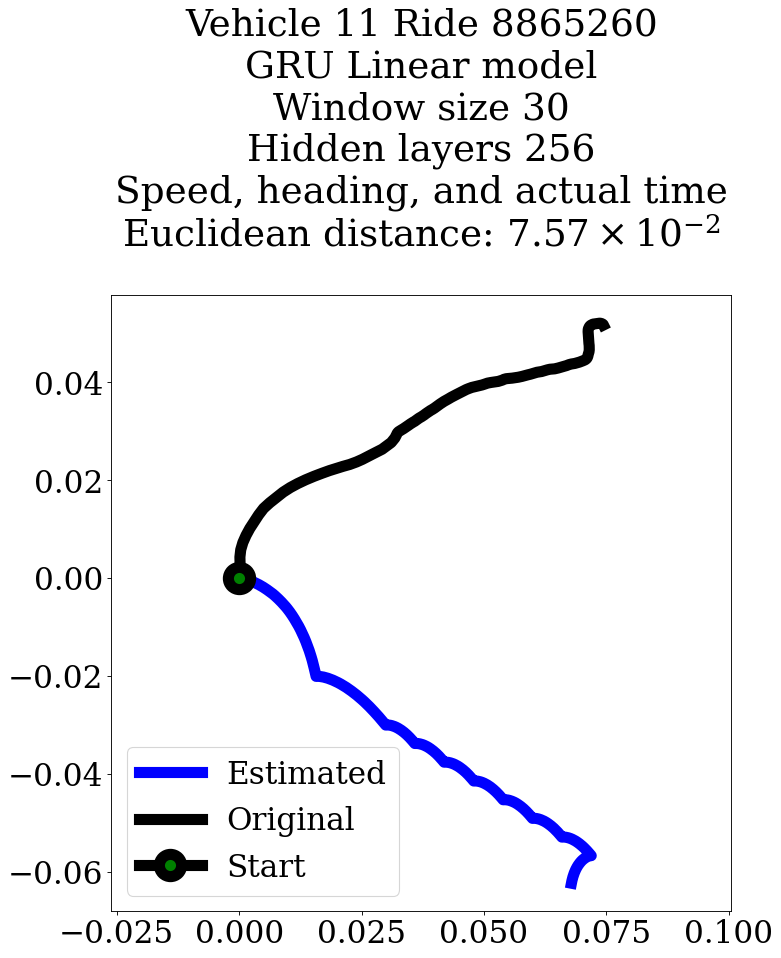 Vehicle 11 Ride 8865260
GRU Linear model
Window size 30
Hidden layers 256
Speed, heading, and actual time
Euclidean distance: 7.57 × 10⁻²
0.04
0.02
0.00
−0.02
−0.04
−0.06
Estimated
Original
Start
−0.025 0.000 0.025 0.050 0.075 0.100